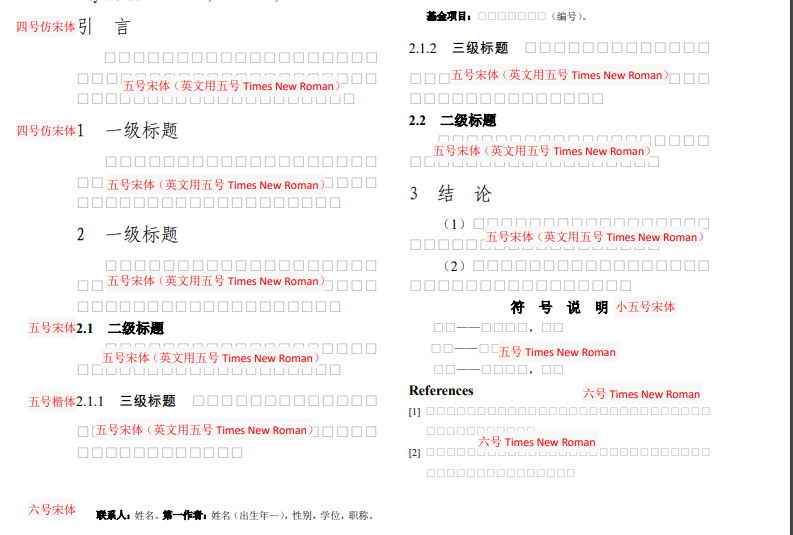 四号仿宋体 引 言
五号宋体（英文用五号 Times New Roman）
四号仿宋体 1 一级标题
五号宋体（英文用五号 Times New Roman）
2 一级标题
五号宋体（英文用五号 Times New Roman）
五号宋体 2.1 二级标题
五号宋体（英文用五号 Times New Roman）
五号楷体 2.1.1 三级标题 □□□□□□□□□□□□□
五号宋体（英文用五号 Times New Roman）
六号宋体 联系人：姓名。第一作者：姓名（出生年—），性别，学位，职称。
基金项目：□□□□□□□（编号）。
2.1.2 三级标题 □□□□□□□□□□□□□
五号宋体（英文用五号 Times New Roman）
2.2 二级标题
五号宋体（英文用五号 Times New Roman）
3 结 论
（1）□□□□□□□□□□□□□□□□□
五号宋体（英文用五号 Times New Roman）
（2）□□□□□□□□□□□□□□□□□
符 号 说 明 小五号宋体
□□——□□□□，□□
□□——□□ 五号 Times New Roman
□□——□□□□，□□
References 六号 Times New Roman
[1]
六号 Times New Roman
[2]